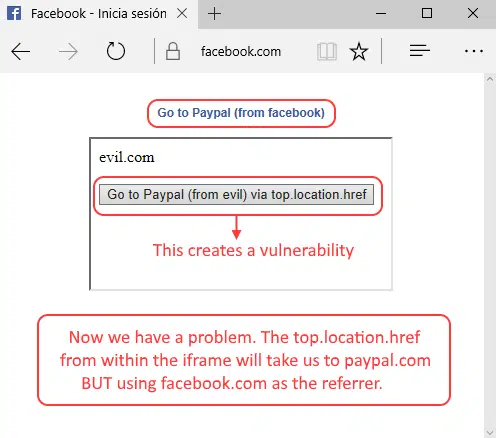 Facebook - Inicia sesión
facebook.com
Go to Paypal (from facebook)
evil.com
Go to Paypal (from evil) via top.location.href
This creates a vulnerability
Now we have a problem. The top.location.href
from within the iframe will take us to paypal.com
BUT using facebook.com as the referrer.